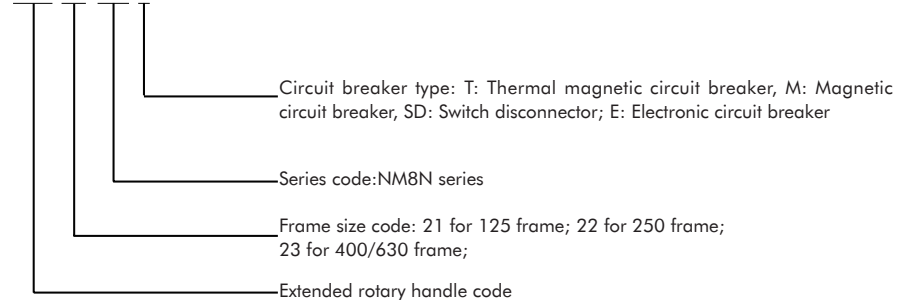 Circuit breaker type: T: Thermal magnetic circuit breaker, M: Magnetic
circuit breaker, SD: Switch disconnector; E: Electronic circuit breaker
Series code:NM8N series
Frame size code: 21 for 125 frame; 22 for 250 frame;
23 for 400/630 frame;
Extended rotary handle code